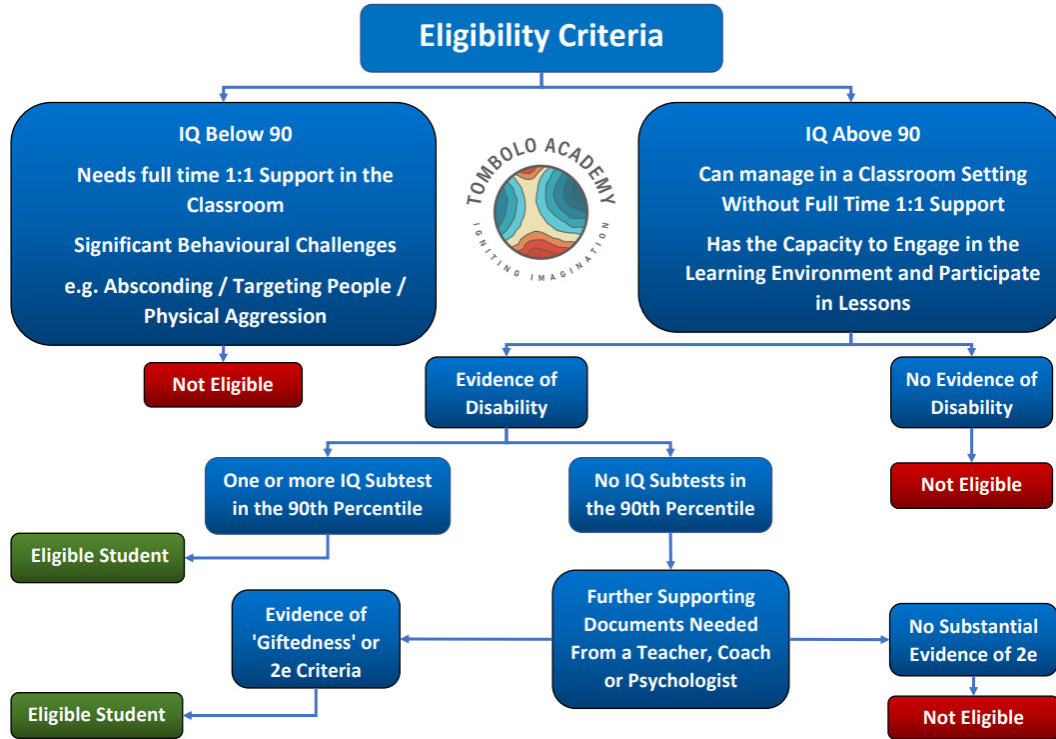 Eligibility Criteria
IQ Below 90
Needs full time 1:1 Support in the
Classroom
Significant Behavioural Challenges
e.g. Absconding / Targeting People /
Physical Aggression
TOMBOLO ACADEMY
IGNITING IMAGINATION
IQ Above 90
Can manage in a Classroom Setting
Without Full Time 1:1 Support
Has the Capacity to Engage in the
Learning Environment and Participate
in Lessons
Not Eligible
Evidence of
Disability
No Evidence of
Disability
One or more IQ Subtest
in the 90th Percentile
No IQ Subtests in
the 90th Percentile
Not Eligible
Eligible Student
Evidence of
'Giftedness' or
2e Criteria
Further Supporting
Documents Needed
From a Teacher, Coach
or Psychologist
No Substantial
Evidence of 2e
Eligible Student
Not Eligible